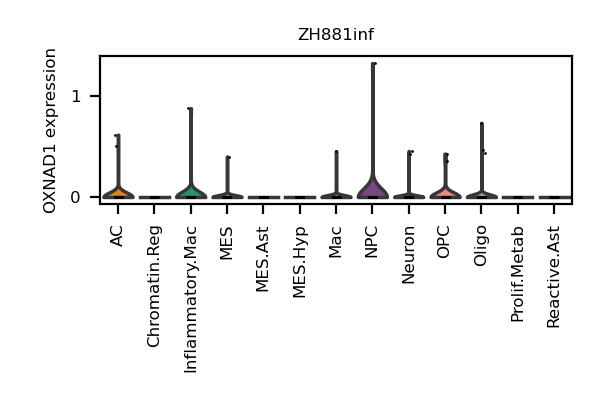 ZH881inf
OXNAD1 expression
1
0
AC
Chromatin.Reg
Inflammatory.Mac
MES
MES.Ast
MES.Hyp
Mac
NPC
Neuron
OPC
Oligo
Prolif.Metab
Reactive.Ast